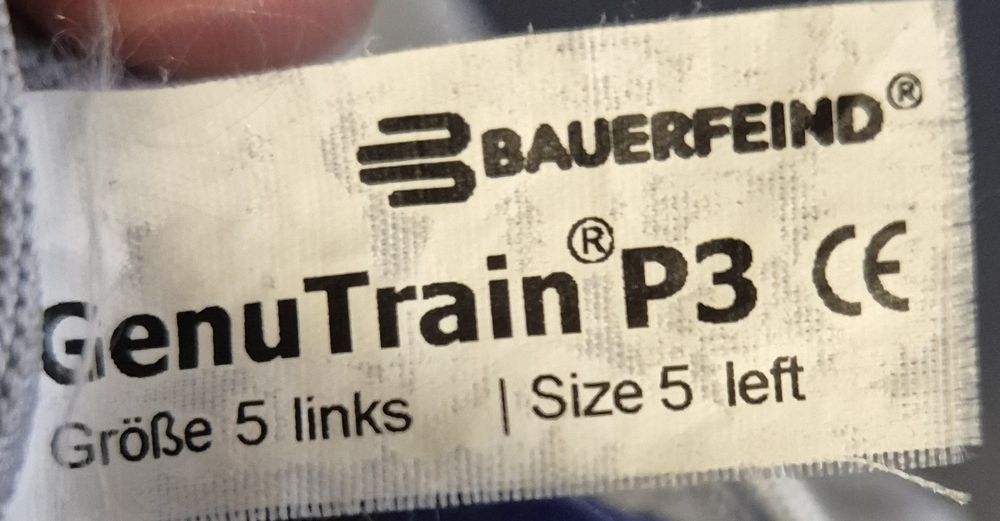 BAUERFEIND®
GenuTrain® P3 CE
Größe 5 links | Size 5 left